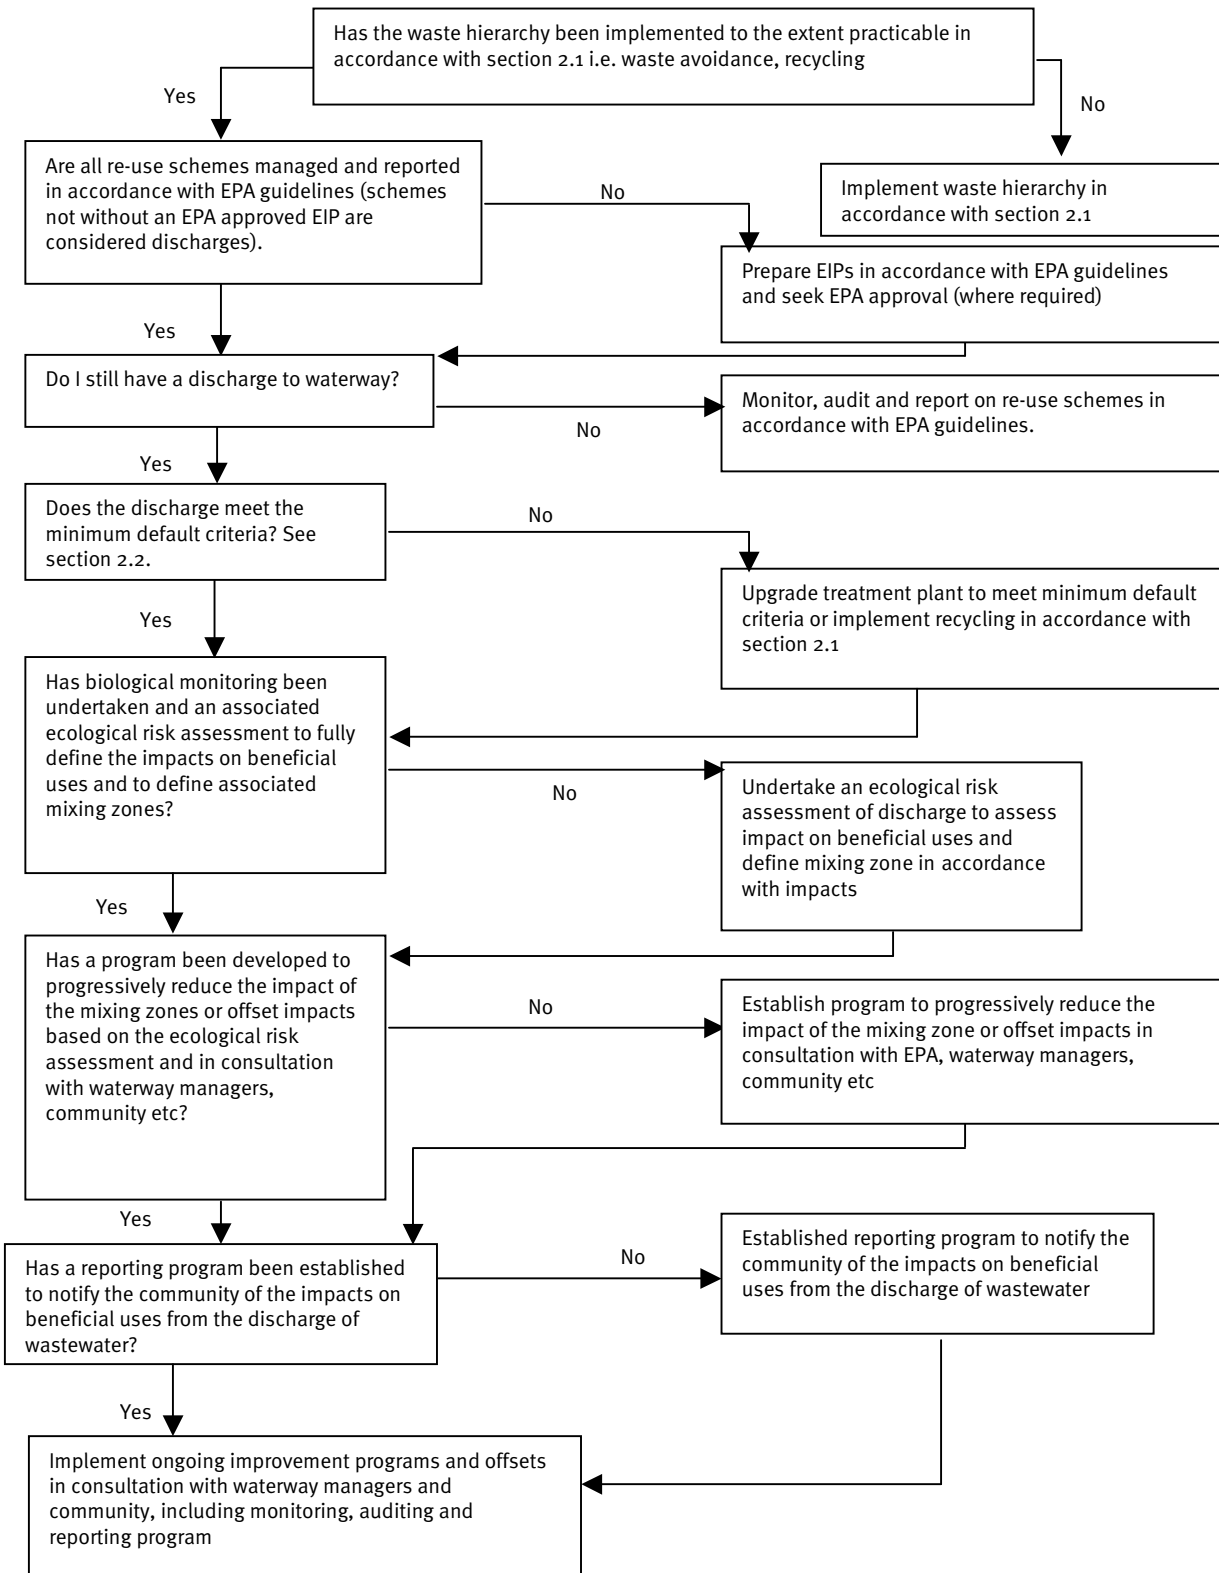 Has the waste hierarchy been implemented to the extent practicable in
accordance with section 2.1 i.e. waste avoidance, recycling
Yes
No
Are all re-use schemes managed and reported
in accordance with EPA guidelines (schemes
not without an EPA approved EIP are
considered discharges).
No
Implement waste hierarchy in
accordance with section 2.1
Prepare EIPs in accordance with EPA guidelines
and seek EPA approval (where required)
Yes
Do I still have a discharge to waterway?
Monitor, audit and report on re-use schemes in
accordance with EPA guidelines.
No
Yes
Does the discharge meet the
minimum default criteria? See
section 2.2.
No
Upgrade treatment plant to meet minimum default
criteria or implement recycling in accordance with
section 2.1
Yes
Has biological monitoring been
undertaken and an associated
ecological risk assessment to fully
define the impacts on beneficial
uses and to define associated
mixing zones?
No
Undertake an ecological risk
assessment of discharge to assess
impact on beneficial uses and
define mixing zone in accordance
with impacts
Yes
Has a program been developed to
progressively reduce the impact of
the mixing zones or offset impacts
based on the ecological risk
assessment and in consultation
with waterway managers,
community etc?
No
Establish program to progressively reduce the
impact of the mixing zone or offset impacts in
consultation with EPA, waterway managers,
community etc
Yes
Has a reporting program been established
to notify the community of the impacts on
beneficial uses from the discharge of
wastewater?
No
Established reporting program to notify the
community of the impacts on beneficial
uses from the discharge of wastewater
Yes
Implement ongoing improvement programs and offsets
in consultation with waterway managers and
community, including monitoring, auditing and
reporting program